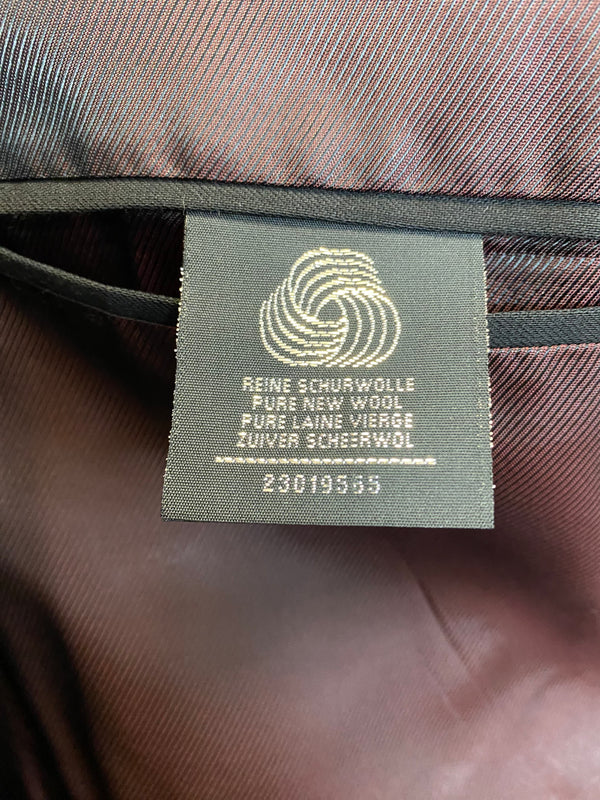 REINE SCHURWOLLE
PURE NEW WOOL
PURE LAINE VIERGE
ZUIVER SCHEERWOL
23019565